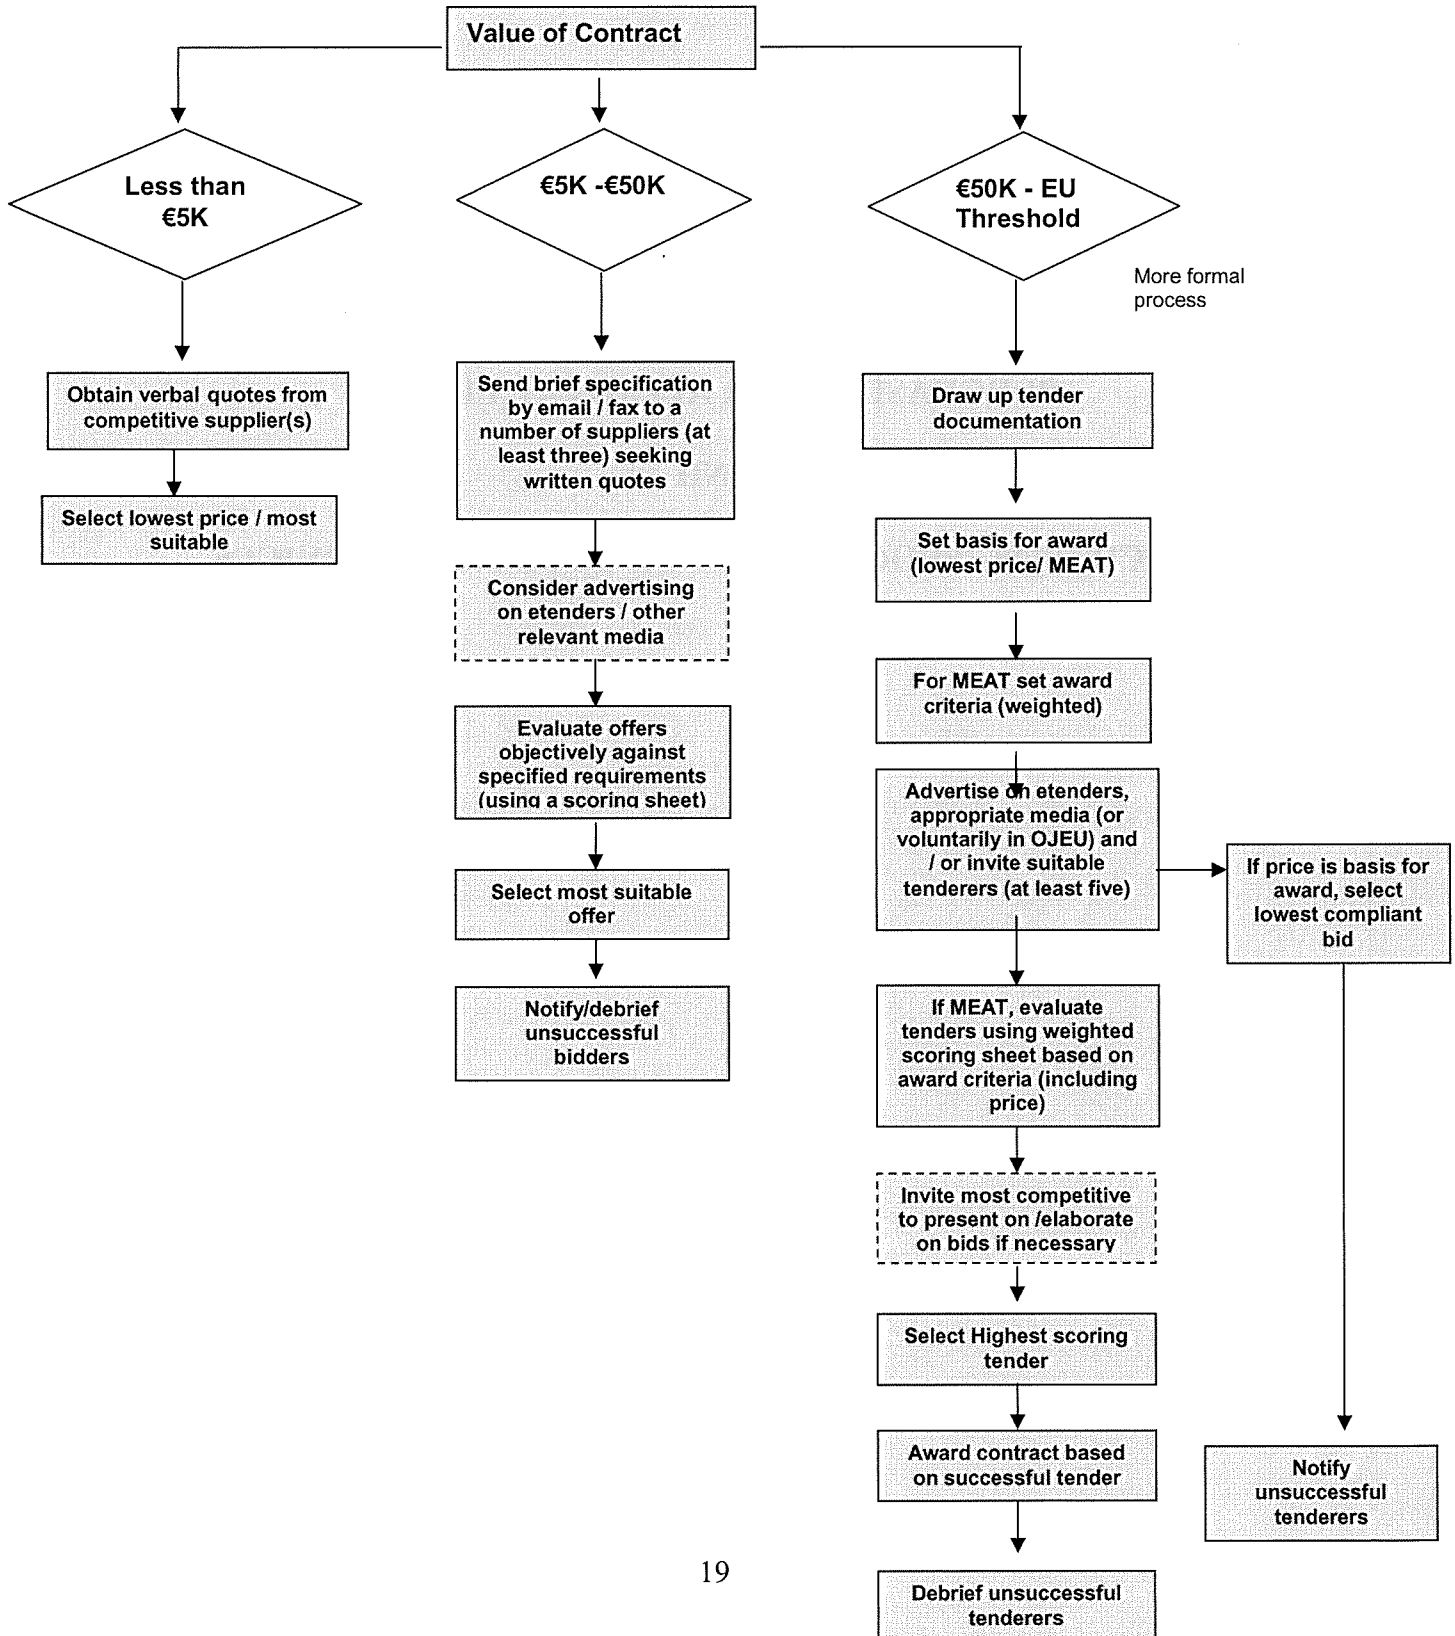 Value of Contract
Less than
€5K
Obtain verbal quotes from
competitive supplier(s)
Select lowest price / most
suitable
€5K -€50K
Send brief specification
by email / fax to a
number of suppliers (at
least three) seeking
written quotes
Consider advertising
on etenders / other
relevant media
Evaluate offers
objectively against
specified requirements
(using a scoring sheet)
Select most suitable
offer
Notify/debrief
unsuccessful
bidders
€50K - EU
Threshold
More formal
process
Draw up tender
documentation
Set basis for award
(lowest price/ MEAT)
For MEAT set award
criteria (weighted)
Advertise on etenders,
appropriate media (or
voluntarily in OJEU) and
/ or invite suitable
tenderers (at least five)
If price is basis for
award, select
lowest compliant
bid
If MEAT, evaluate
tenders using weighted
scoring sheet based on
award criteria (including
price)
Invite most competitive
to present on /elaborate
on bids if necessary
Select Highest scoring
tender
Award contract based
on successful tender
Notify
unsuccessful
tenderers
Debrief unsuccessful
tenderers
19